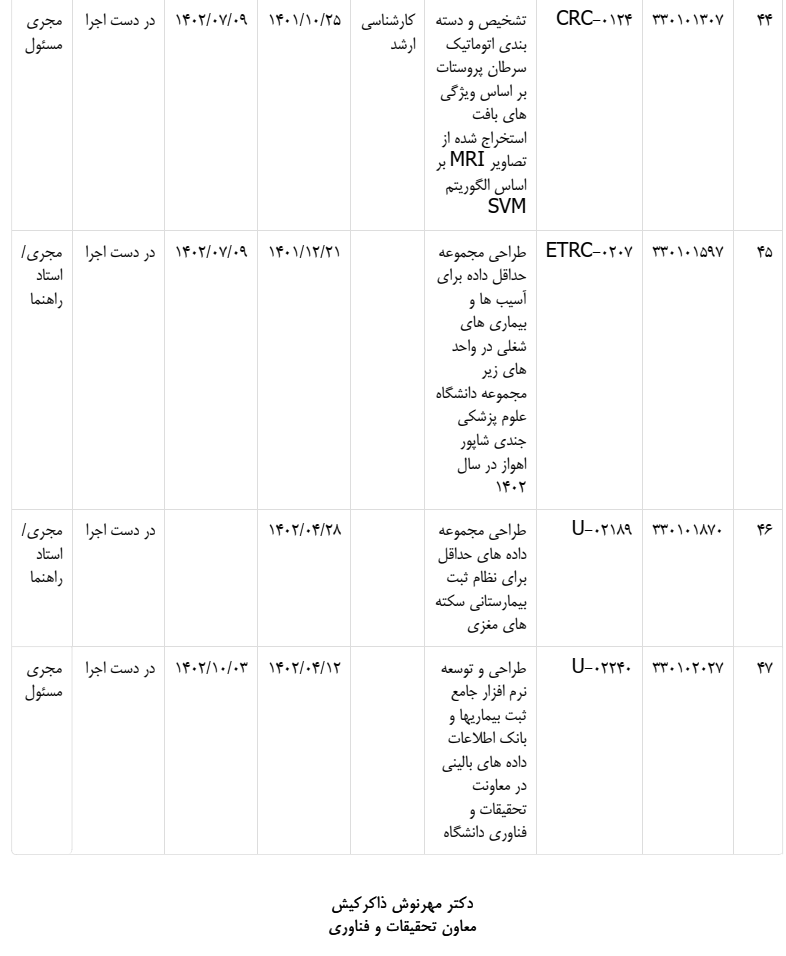 ۴۴
۳۳۰۱۰۱۳۰۷
CRC-۰۱۲۴
تشخیص و دسته
بندی اتوماتیک
سرطان پروستات
بر اساس ویژگی
های بافت
استخراج شده از
تصاویر MRI بر
اساس الگوریتم
SVM
کارشناسی
ارشد
۱۴۰۱/۱۰/۲۵
۱۴۰۲/۰۷/۰۹
در دست اجرا
مجری
مسئول
۴۵
۳۳۰۱۰۱۵۹۷
ETRC-۰۲۰۷
طراحی مجموعه
حداقل داده برای
آسیب ها و
بیماری های
شغلی در واحد
های زیر
مجموعه دانشگاه
علوم پزشکی
جندی شاپور
اهواز در سال
۱۴۰۲
۱۴۰۱/۱۲/۲۱
۱۴۰۲/۰۷/۰۹
در دست اجرا
مجری/
استاد
راهنما
۴۶
۳۳۰۱۰۱۸۷۰
U-۰۲۱۸۹
طراحی مجموعه
داده های حداقل
برای نظام ثبت
بیمارستانی سکته
های مغزی
۱۴۰۲/۰۴/۲۸
در دست اجرا
مجری/
استاد
راهنما
۴۷
۳۳۰۱۰۲۰۲۷
U-۰۲۲۴۰
طراحی و توسعه
نرم افزار جامع
ثبت بیماریها و
بانک اطلاعات
داده های بالینی
در معاونت
تحقیقات و
فناوری دانشگاه
۱۴۰۲/۰۴/۱۲
۱۴۰۲/۱۰/۰۳
در دست اجرا
مجری
مسئول
دکتر مهرنوش ذاکرکیش
معاون تحقیقات و فناوری